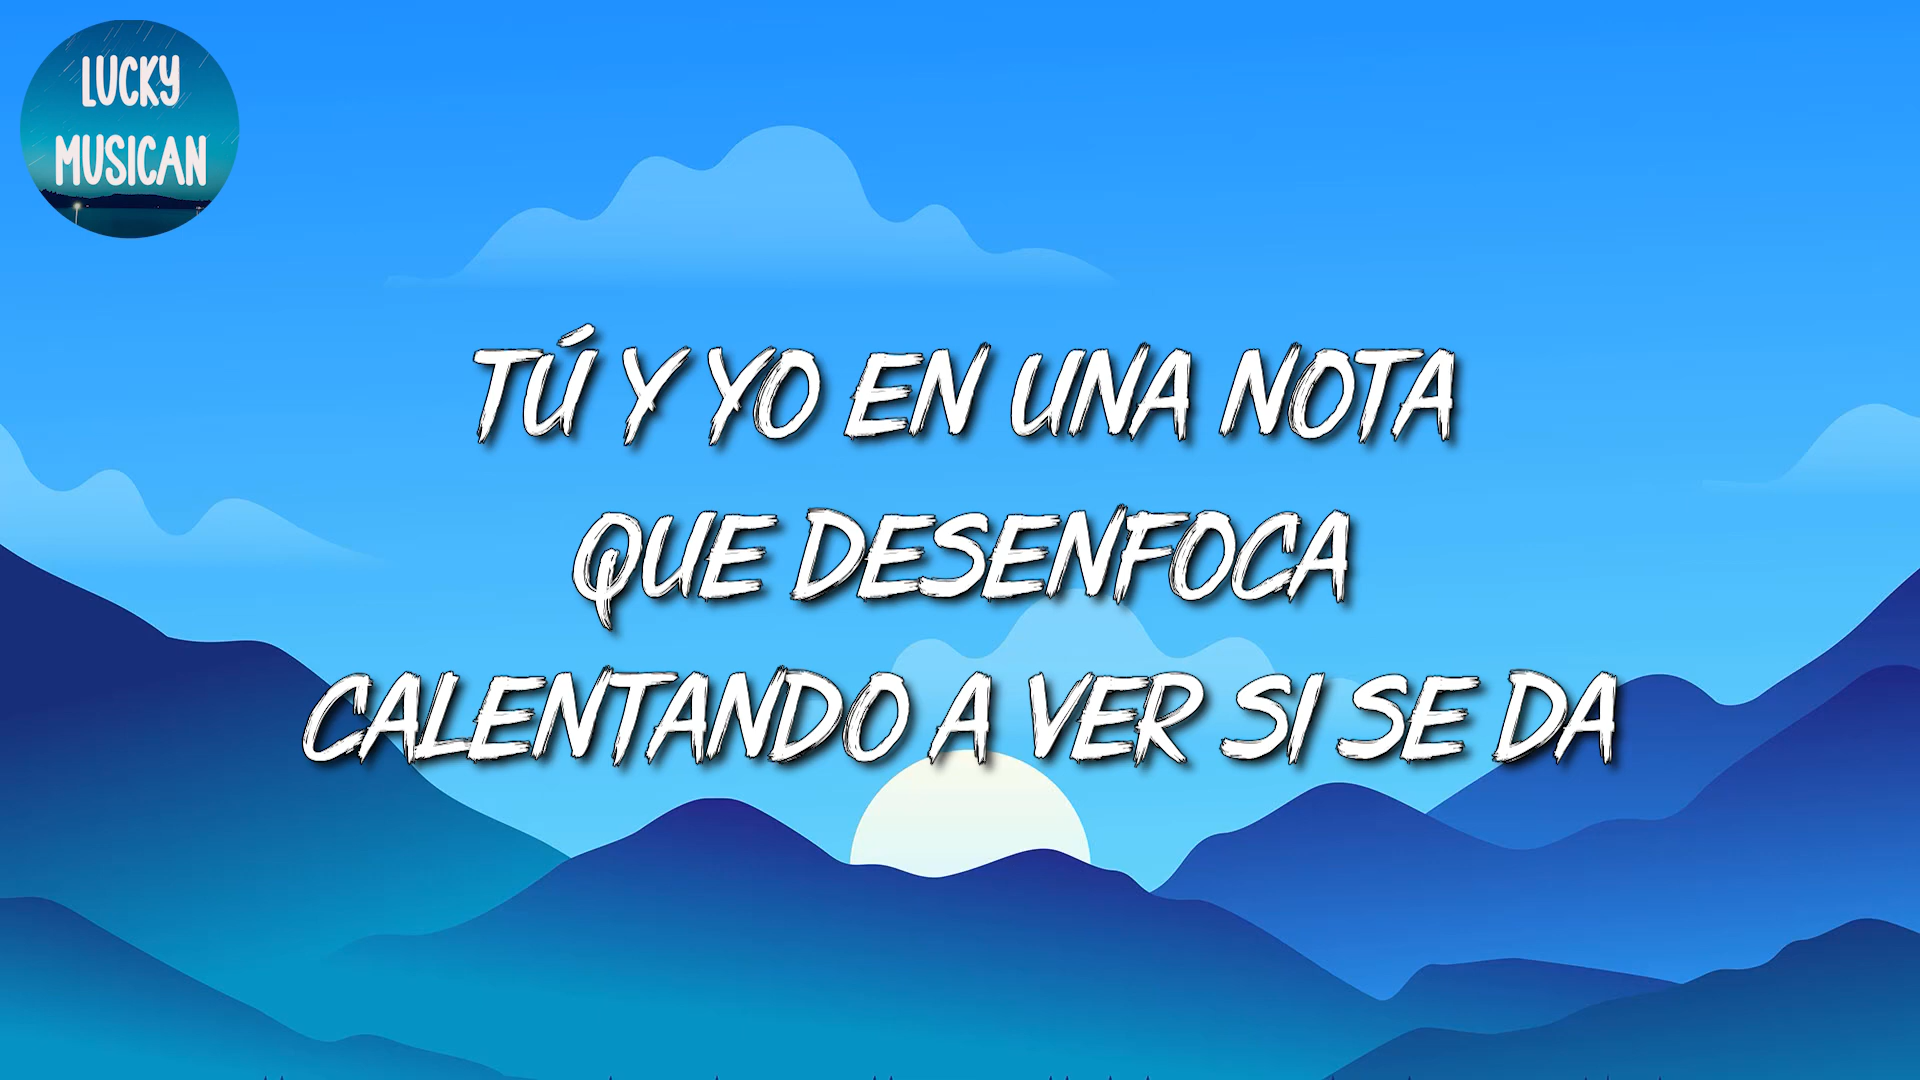 LUCKY
MUSICAN
TÚ Y YO EN UNA NOTA
QUE DESENFOCA
CALENTANDO A VER SI SE DA